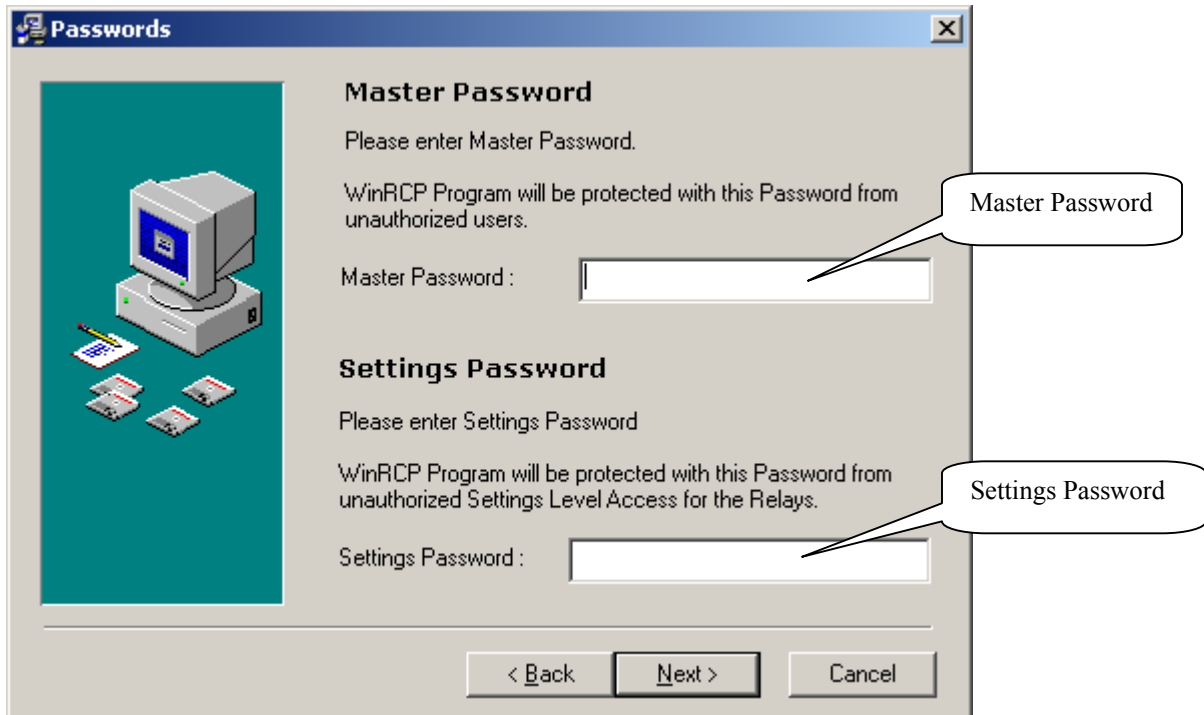 Passwords
Master Password
Please enter Master Password.
WinRCP Program will be protected with this Password from
unauthorized users.
Master Password
Master Password :
Settings Password
Please enter Settings Password
WinRCP Program will be protected with this Password from
unauthorized Settings Level Access for the Relays.
Settings Password
Settings Password :
< Back
Next >
Cancel